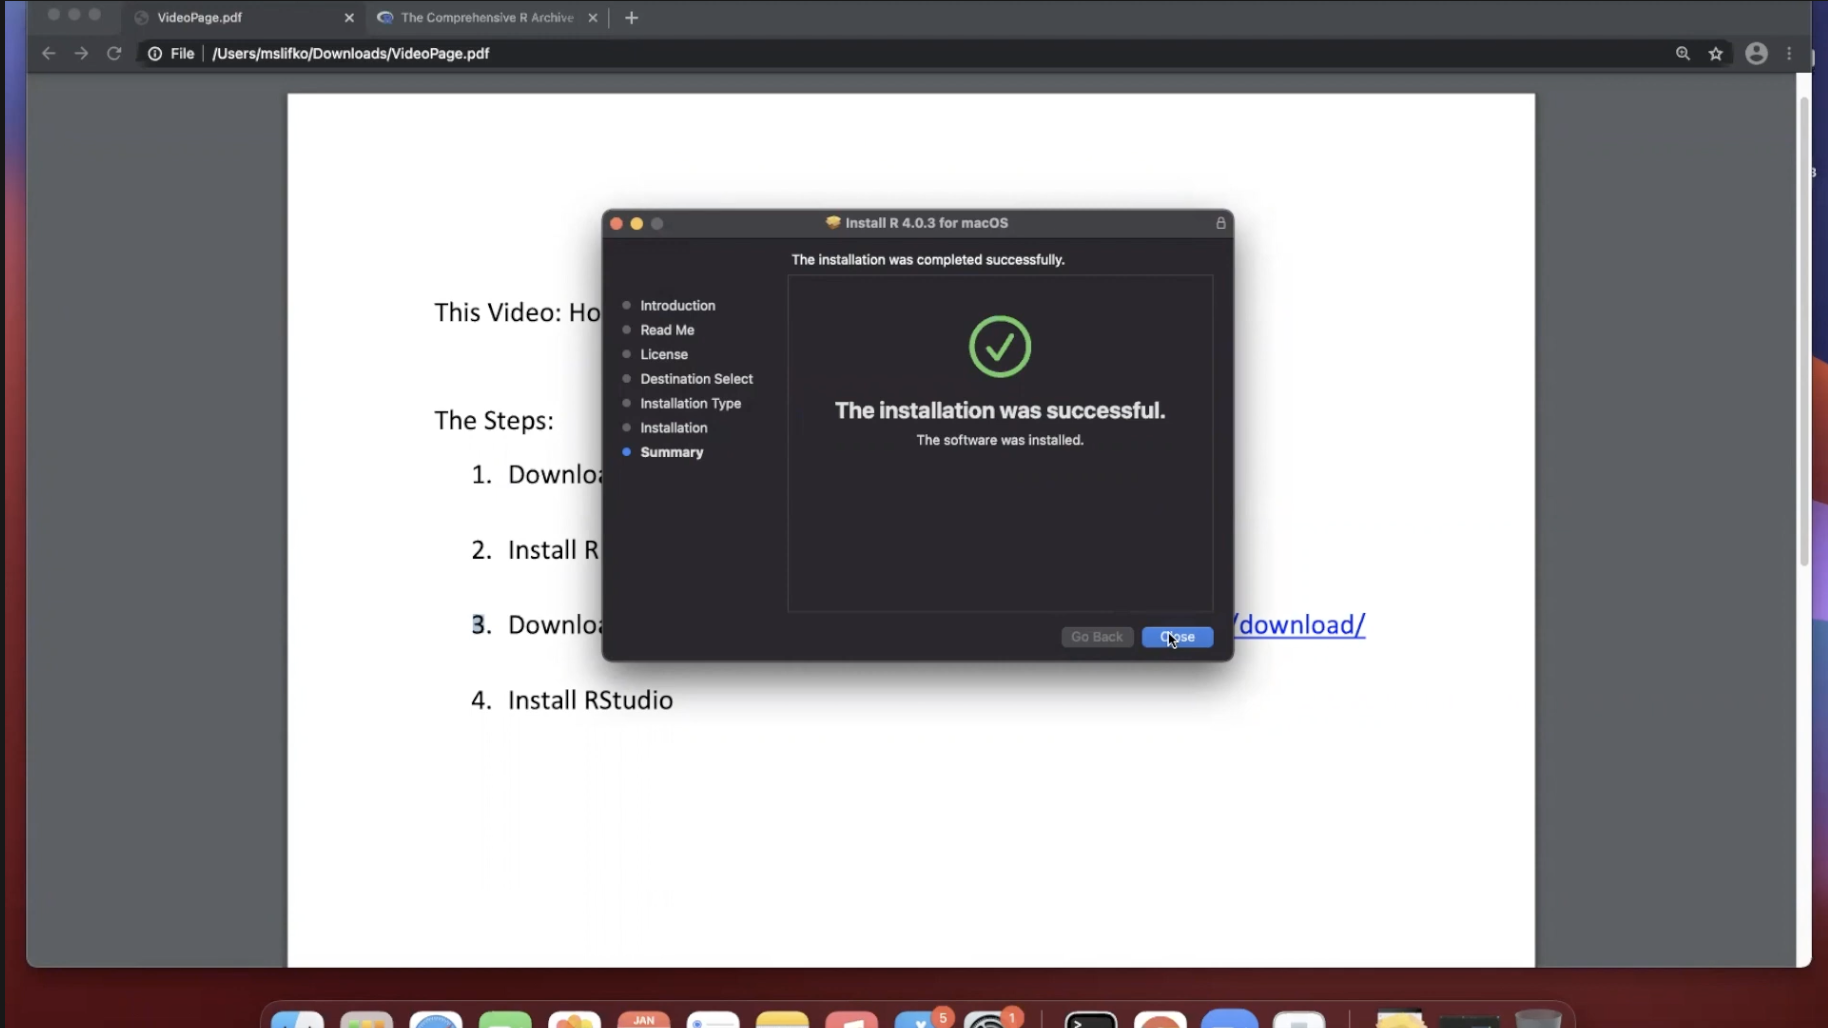 VideoPage.pdf
The Comprehensive R Archive
File
/Users/mslifko/Downloads/VideoPage.pdf
Install R 4.0.3 for macOS
The installation was completed successfully.
Introduction
Read Me
License
Destination Select
Installation Type
Installation
Summary
The installation was successful.
The software was installed.
Go Back
Close
This Video: Ho
The Steps:
1. Downloa
2. Install R
3. Downloa /download/
4. Install RStudio
JAN
5
1